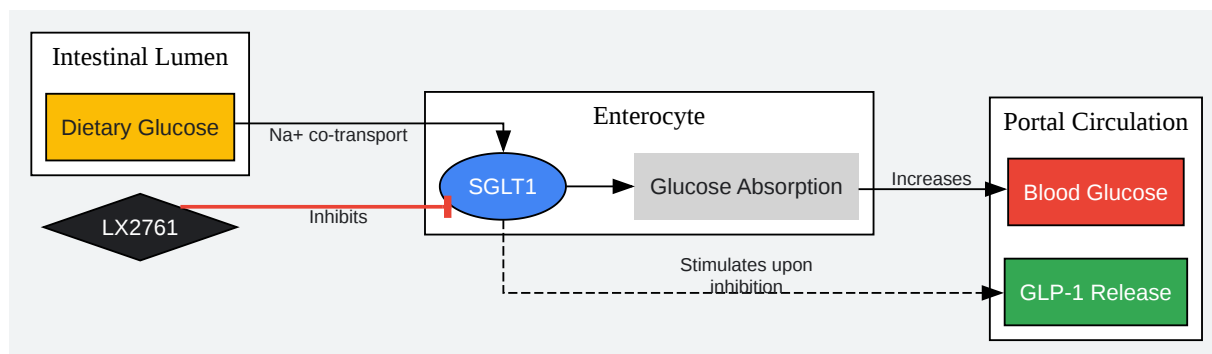 Intestinal Lumen
Dietary Glucose
Na+ co-transport
LX2761
Inhibits
Enterocyte
SGLT1
Glucose Absorption
Increases
Stimulates upon
inhibition
Portal Circulation
Blood Glucose
GLP-1 Release